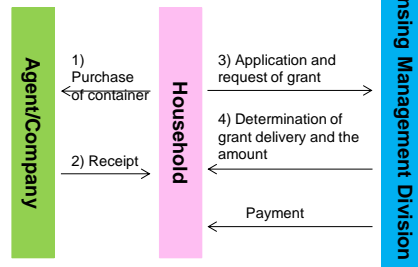 Agent/Company
1)
Purchase
of container
2) Receipt
Household
3) Application and
request of grant
4) Determination of
grant delivery and the
amount
Payment
Management Division